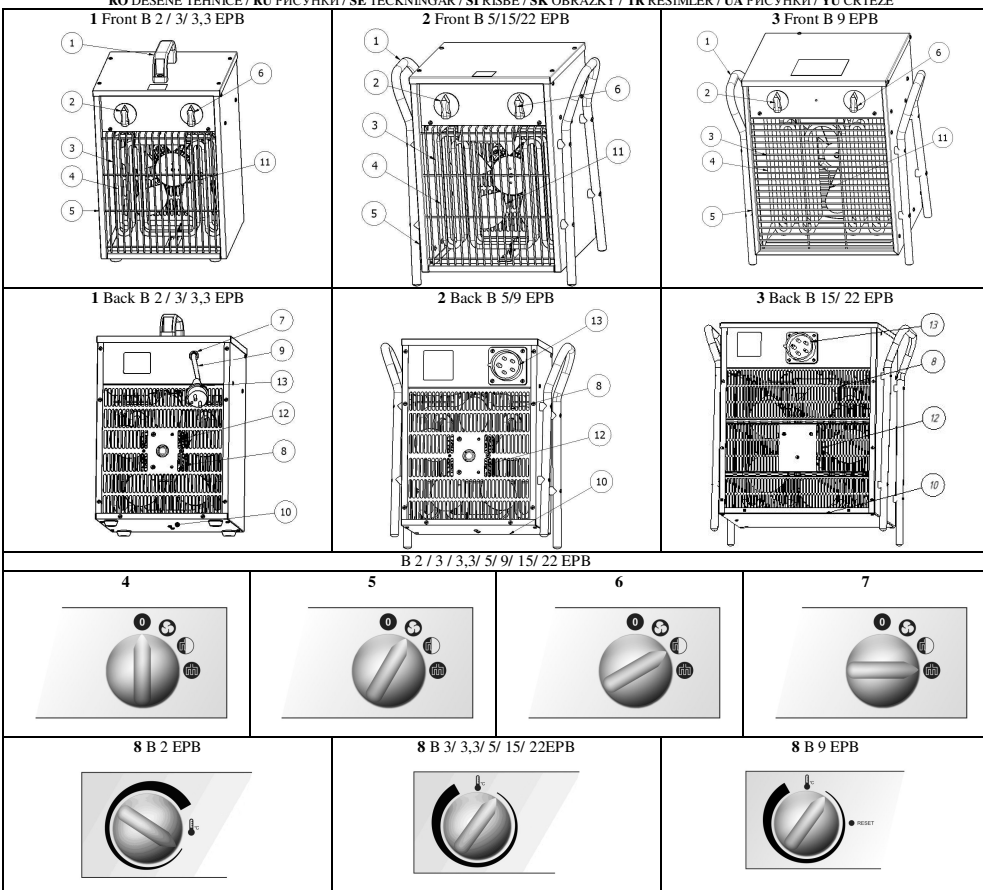 RO DESENE TEHNICE / RU РИСУНКИ / SE TECKNINGAR / SI RISBE / SK OBRÁZKY / TR RESİMLER / UA РИСУНКИ / YU CRTEŽE
1 Front B 2 / 3/ 3,3 EPB
2 Front B 5/15/22 EPB
3 Front B 9 EPB
1
2
6
3
4
11
5
1
2
6
3
11
4
5
1
6
2
11
3
4
5
1 Back B 2 / 3/ 3,3 EPB
2 Back B 5/9 EPB
3 Back B 15/ 22 EPB
7
9
13
12
8
10
13
8
12
10
13
8
12
10
B 2 / 3 / 3,3/ 5/ 9/ 15/ 22 EPB
4
5
6
7
0
0
0
0
8 B 2 EPB
8 B 3/ 3,3/ 5/ 15/ 22EPB
8 B 9 EPB
°C
°C
°C
RESET